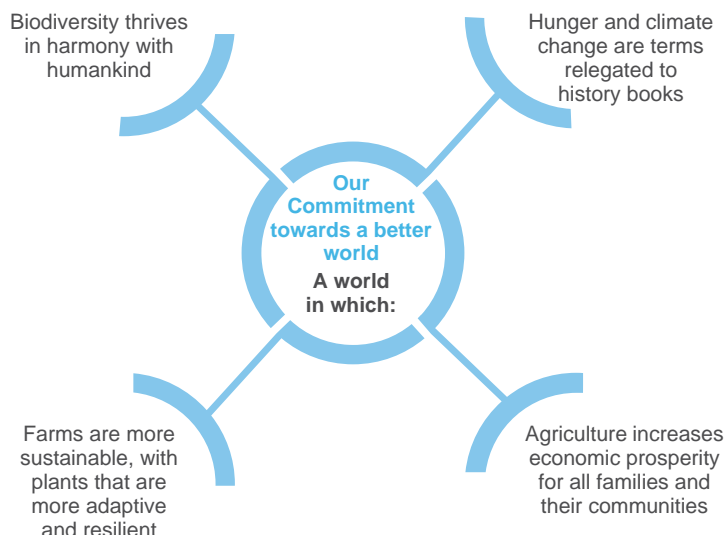 Biodiversity thrives
in harmony with
humankind
Hunger and climate
change are terms
relegated to
history books
Our
Commitment
towards a better
world
A world
in which:
Farms are more
sustainable, with
plants that are
more adaptive
and resilient
Agriculture increases
economic prosperity
for all families and
their communities